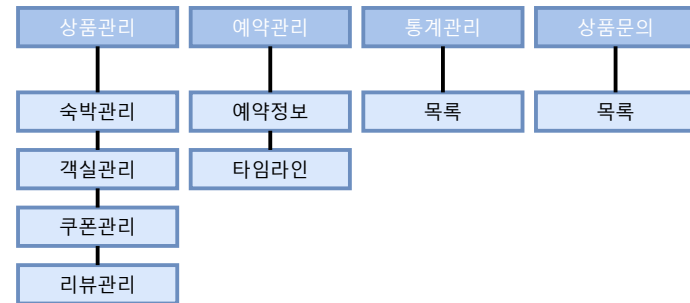 상품관리
예약관리
통계관리
상품문의
숙박관리
예약정보
목록
목록
객실관리
타임라인
쿠폰관리
리뷰관리